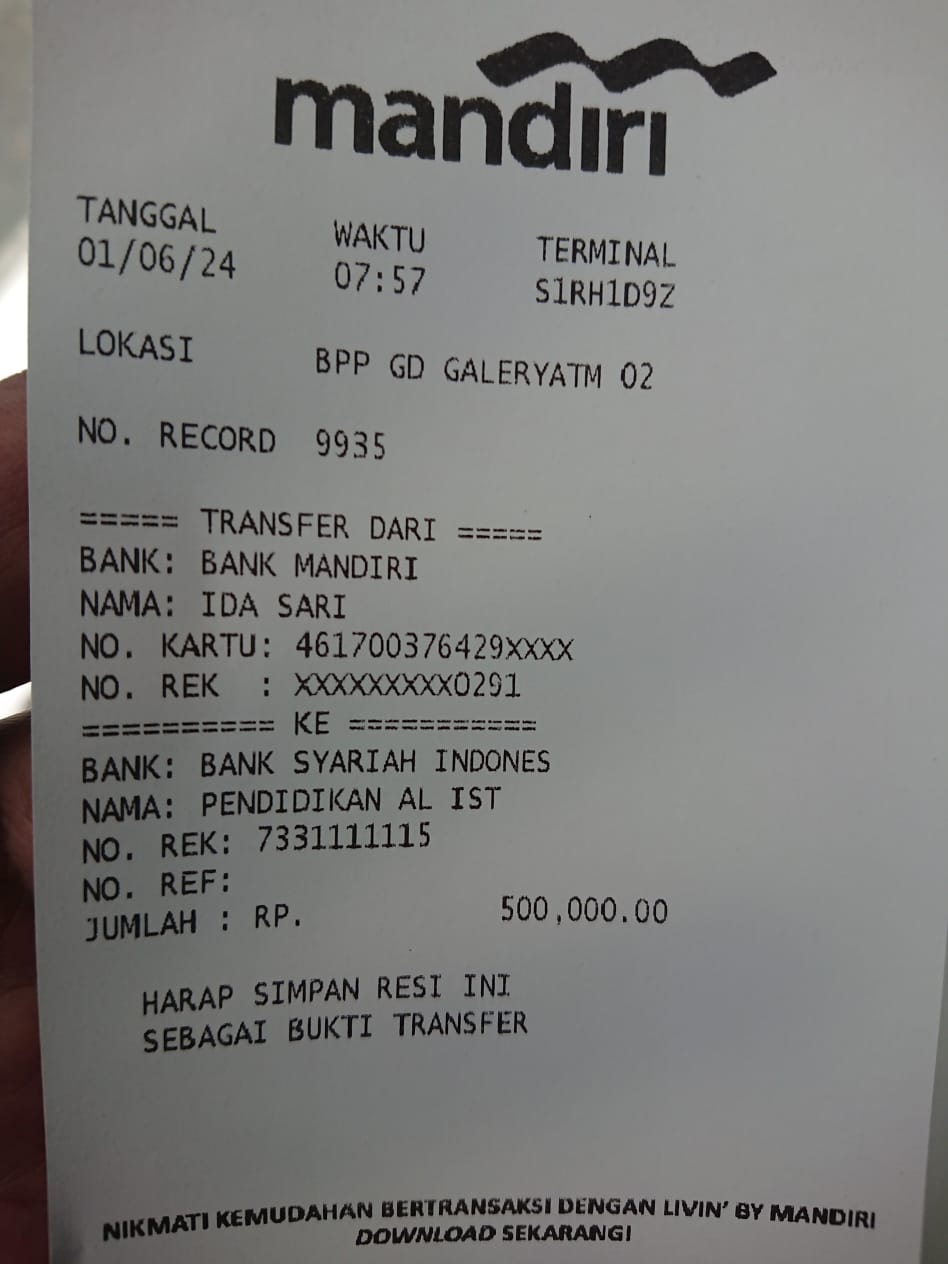 mandiri
TANGGAL WAKTU TERMINAL
01/06/24 07:57 S1RH1D9Z
LOKASI BPP GD GALERYATM 02
NO. RECORD 9935
===== TRANSFER DARI =====
BANK: BANK MANDIRI
NAMA: IDA SARI
NO. KARTU: 461700376429XXXX
NO. REK : XXXXXXXXX0291
========== KE ===========
BANK: BANK SYARIAH INDONES
NAMA: PENDIDIKAN AL IST
NO. REK: 7331111115
NO. REF:
JUMLAH : RP. 500,000.00
HARAP SIMPAN RESI INI
SEBAGAI BUKTI TRANSFER
NIKMATI KEMUDAHAN BERTRANSAKSI DENGAN LIVIN' BY MANDIRI
DOWNLOAD SEKARANG!